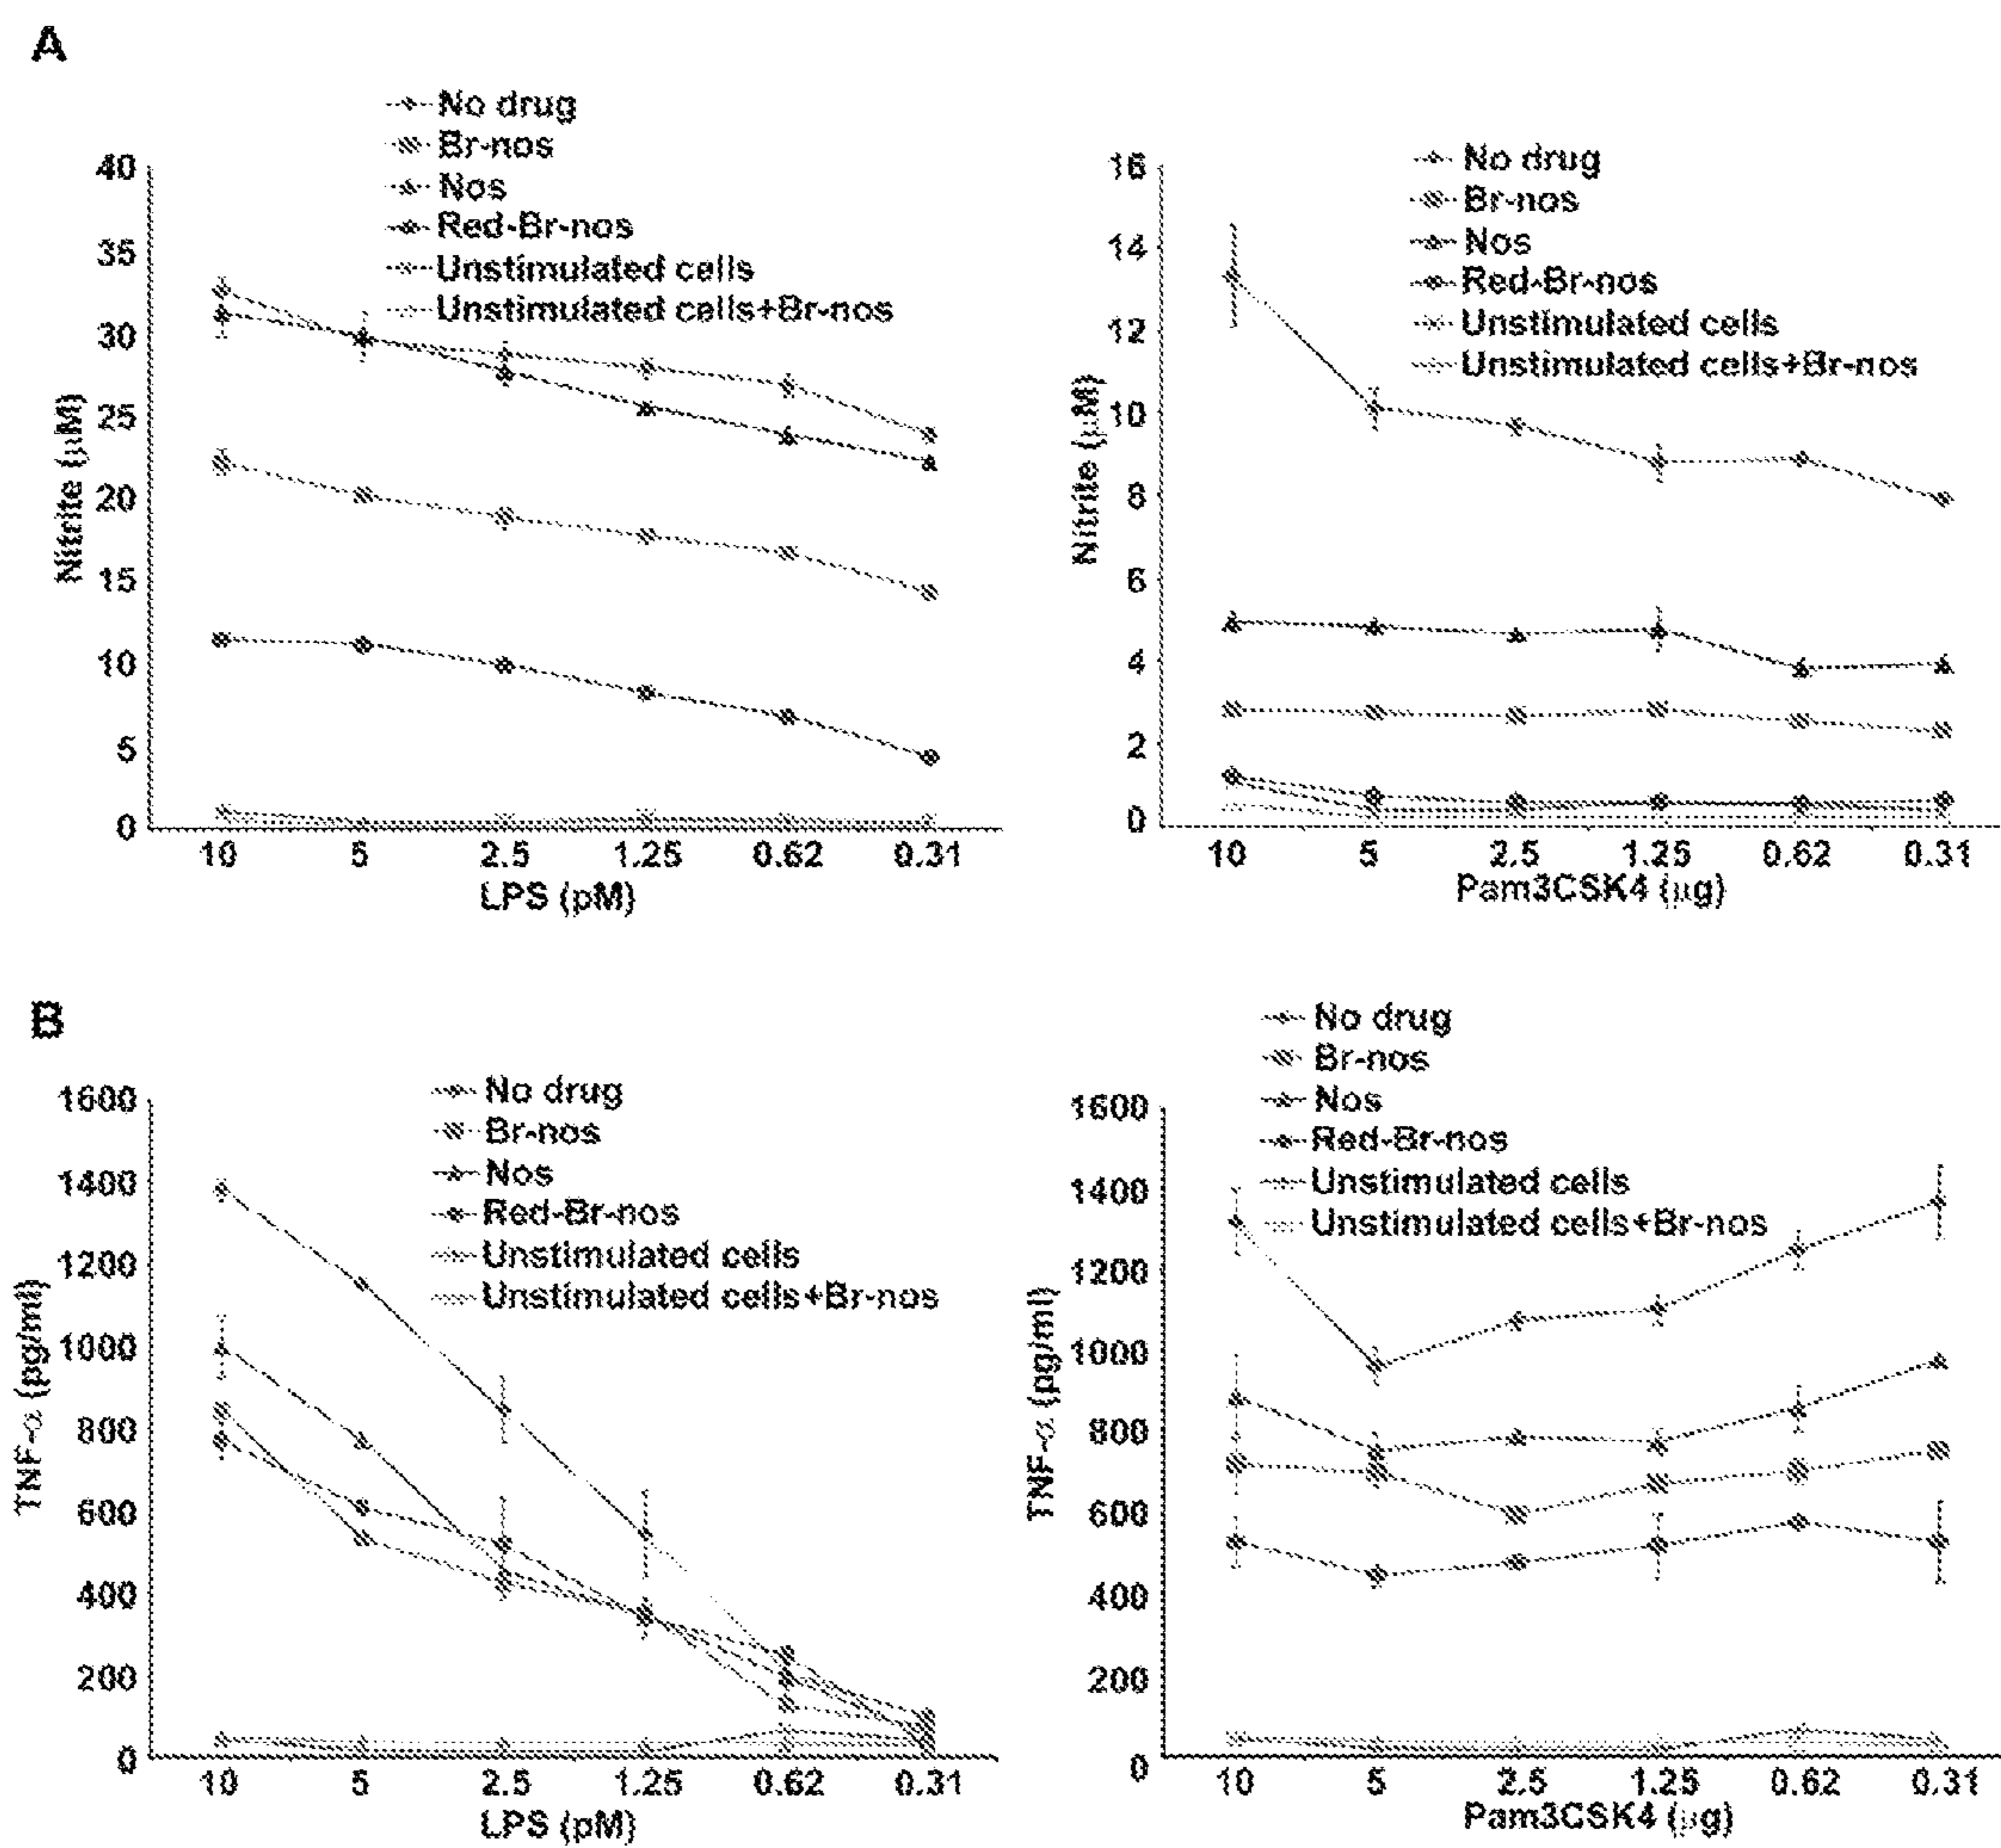 A
No drug
Br-nos
Nos
Red-Br-nos
Unstimulated cells
Unstimulated cells+Br-nos
40
35
30
25
20
15
10
5
0
Nitrite (μM)
10 5 2.5 1.25 0.62 0.31
LPS (pM)
No drug
Br-nos
Nos
Red-Br-nos
Unstimulated cells
Unstimulated cells+Br-nos
16
14
12
10
8
6
4
2
0
Nitrite (μM)
10 5 2.5 1.25 0.62 0.31
Pam3CSK4 (μg)
B
No drug
Br-nos
Nos
Red-Br-nos
Unstimulated cells
Unstimulated cells+Br-nos
1600
1400
1200
1000
800
600
400
200
0
TNF-α (pg/ml)
10 5 2.5 1.25 0.62 0.31
LPS (pM)
No drug
Br-nos
Nos
Red-Br-nos
Unstimulated cells
Unstimulated cells+Br-nos
1600
1400
1200
1000
800
600
400
200
0
TNF-α (pg/ml)
10 5 2.5 1.25 0.62 0.31
Pam3CSK4 (μg)